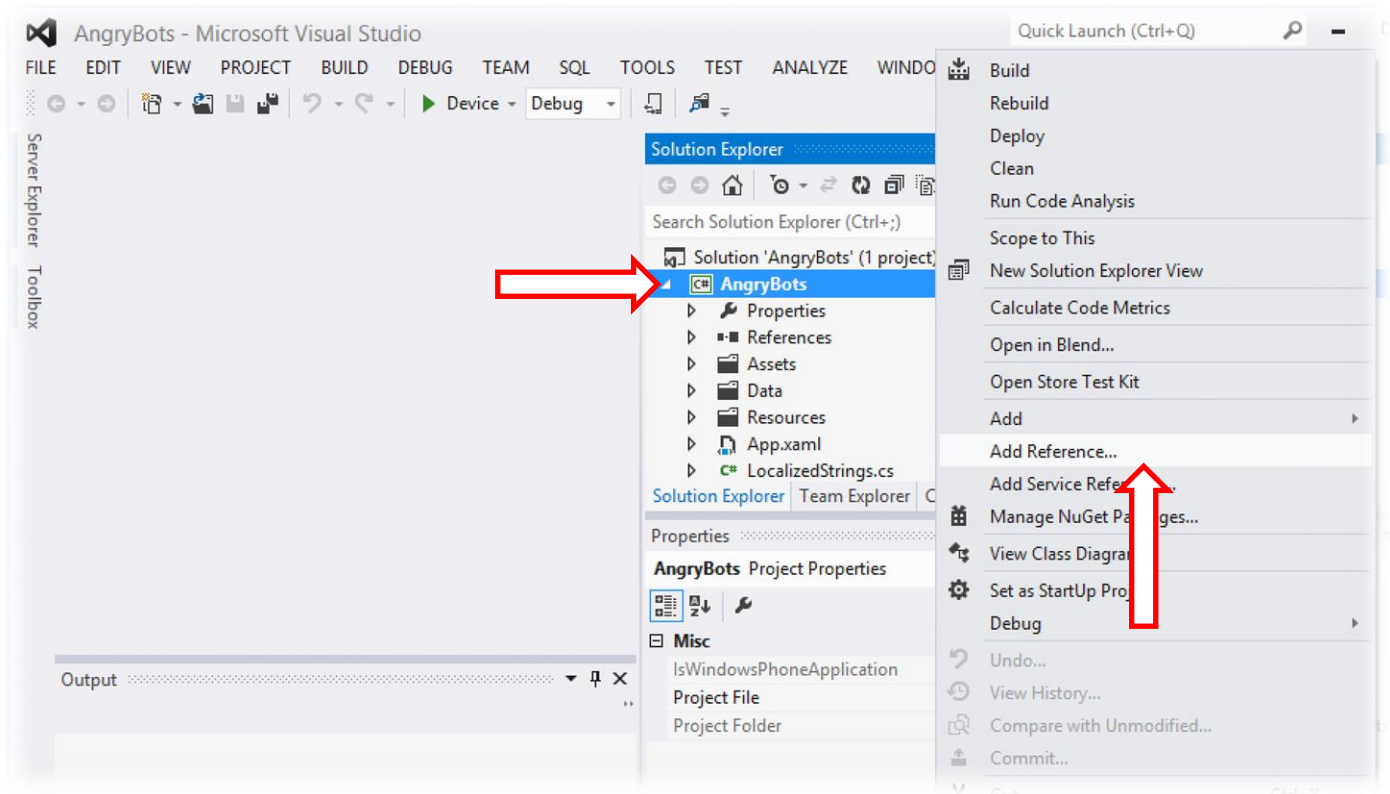 AngryBots - Microsoft Visual Studio
Quick Launch (Ctrl+Q)
FILE EDIT VIEW PROJECT BUILD DEBUG TEAM SQL TOOLS TEST ANALYZE WINDO
Device Debug
Server Explorer
Toolbox
Solution Explorer
Search Solution Explorer (Ctrl+;)
Solution 'AngryBots' (1 project)
C# AngryBots
Properties
References
Assets
Data
Resources
App.xaml
C# LocalizedStrings.cs
Solution Explorer Team Explorer C
Properties
AngryBots Project Properties
Misc
IsWindowsPhoneApplication
Project File
Project Folder
Output
Build
Rebuild
Deploy
Clean
Run Code Analysis
Scope to This
New Solution Explorer View
Calculate Code Metrics
Open in Blend...
Open Store Test Kit
Add
Add Reference...
Add Service Refe
Manage NuGet Pa ges...
View Class Diagra
Set as StartUp Proj
Debug
Undo...
View History...
Compare with Unmodified...
Commit...